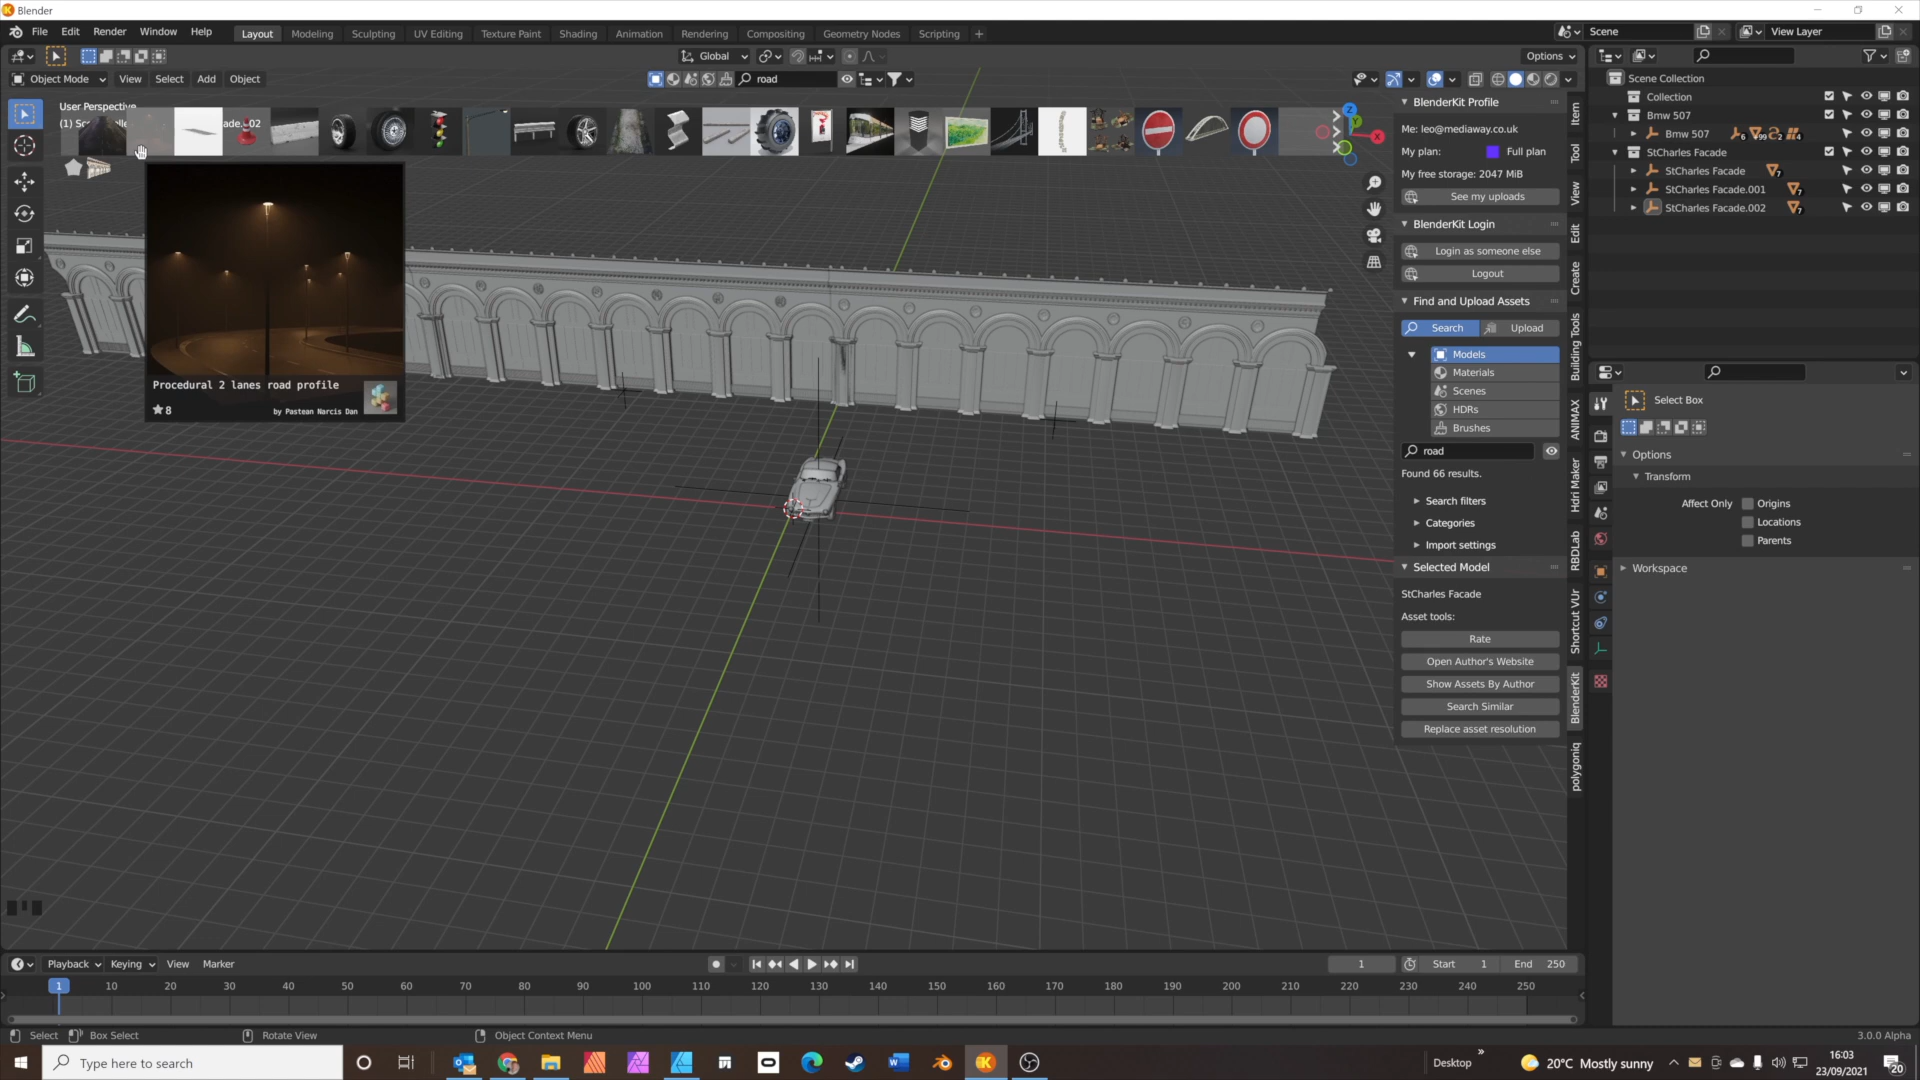 Blender
File Edit Render Window Help
Layout Modeling Sculpting UV Editing Texture Paint Shading Animation Rendering Compositing Geometry Nodes Scripting +
Scene
View Layer
Global
Options
Object Mode View Select Add Object
road
User Perspective
ade.02
Procedural 2 lanes road profile
8
by Pastean Narcis Dan
Z
X
BlenderKit Profile
Me: leo@mediaway.co.uk
My plan: Full plan
My free storage: 2047 MiB
See my uploads
BlenderKit Login
Login as someone else
Logout
Find and Upload Assets
Search Upload
Models
Materials
Scenes
HDRs
Brushes
road
Found 66 results.
Search filters
Categories
Import settings
Selected Model
StCharles Facade
Asset tools:
Rate
Open Author's Website
Show Assets By Author
Search Similar
Replace asset resolution
Item
Tool
View
Edit
Create
Building Tools
ANIMAX
Hdri Maker
RBDLab
Shortcut VUr
BlenderKit
polygoniq
Scene Collection
Collection
Bmw 507
Bmw 507
StCharles Facade
StCharles Facade 7
StCharles Facade.001 7
StCharles Facade.002 7
Select Box
Options
Transform
Affect Only Origins
Locations
Parents
Workspace
Playback Keying View Marker
1 Start 1 End 250
1 10 20 30 40 50 60 70 80 90 100 110 120 130 140 150 160 170 180 190 200 210 220 230 240 250
Select Box Select Rotate View Object Context Menu
3.0.0 Alpha
Type here to search
Desktop
20°C Mostly sunny
16:03
23/09/2021
20